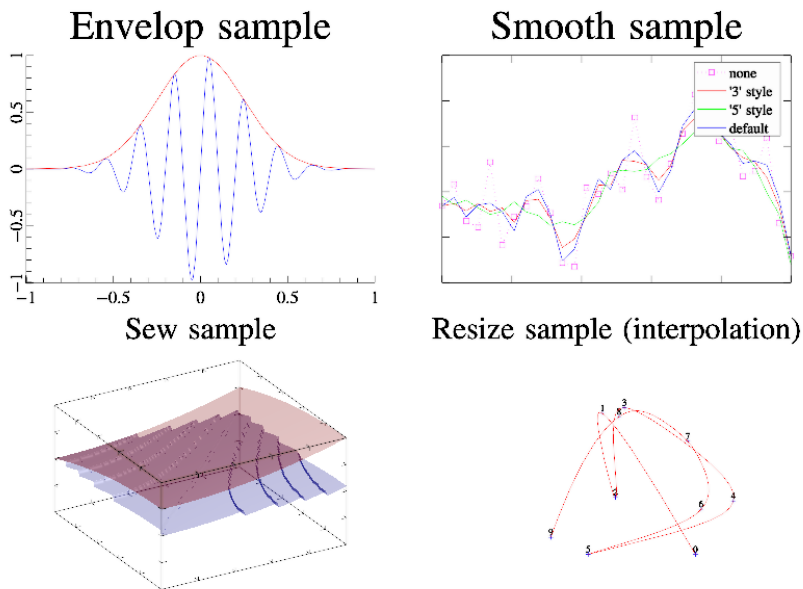 Envelop sample
Smooth sample
1
0.5
0
−0.5
−1
−1
−0.5
0
0.5
1
none
'3' style
'5' style
default
Sew sample
Resize sample (interpolation)
1
3
8
7
4
6
9
5
0